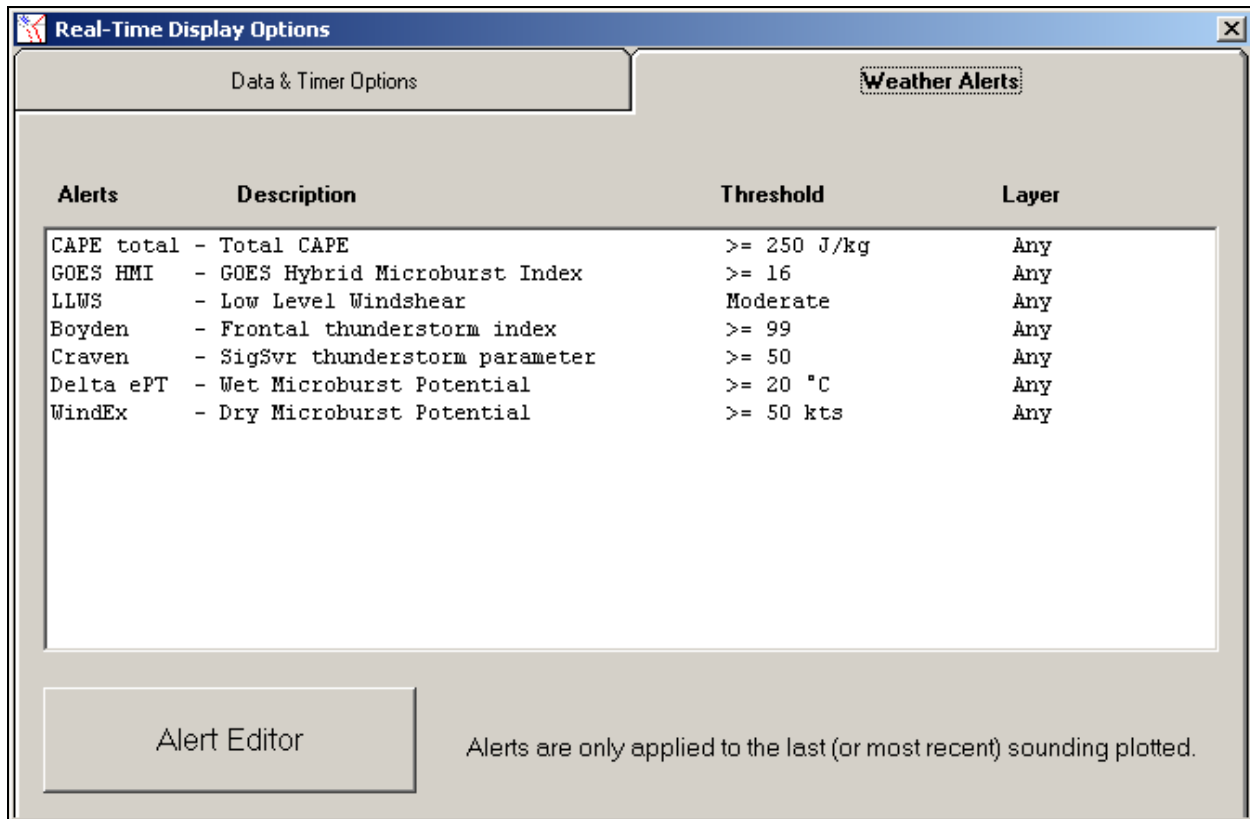 Real-Time Display Options
Data & Timer Options Weather Alerts
Alerts Description Threshold Layer
CAPE total - Total CAPE >= 250 J/kg Any
GOES HMI - GOES Hybrid Microburst Index >= 16 Any
LLWS - Low Level Windshear Moderate Any
Boyden - Frontal thunderstorm index >= 99 Any
Craven - SigSvr thunderstorm parameter >= 50 Any
Delta ePT - Wet Microburst Potential >= 20 °C Any
WindEx - Dry Microburst Potential >= 50 kts Any
Alert Editor
Alerts are only applied to the last (or most recent) sounding plotted.